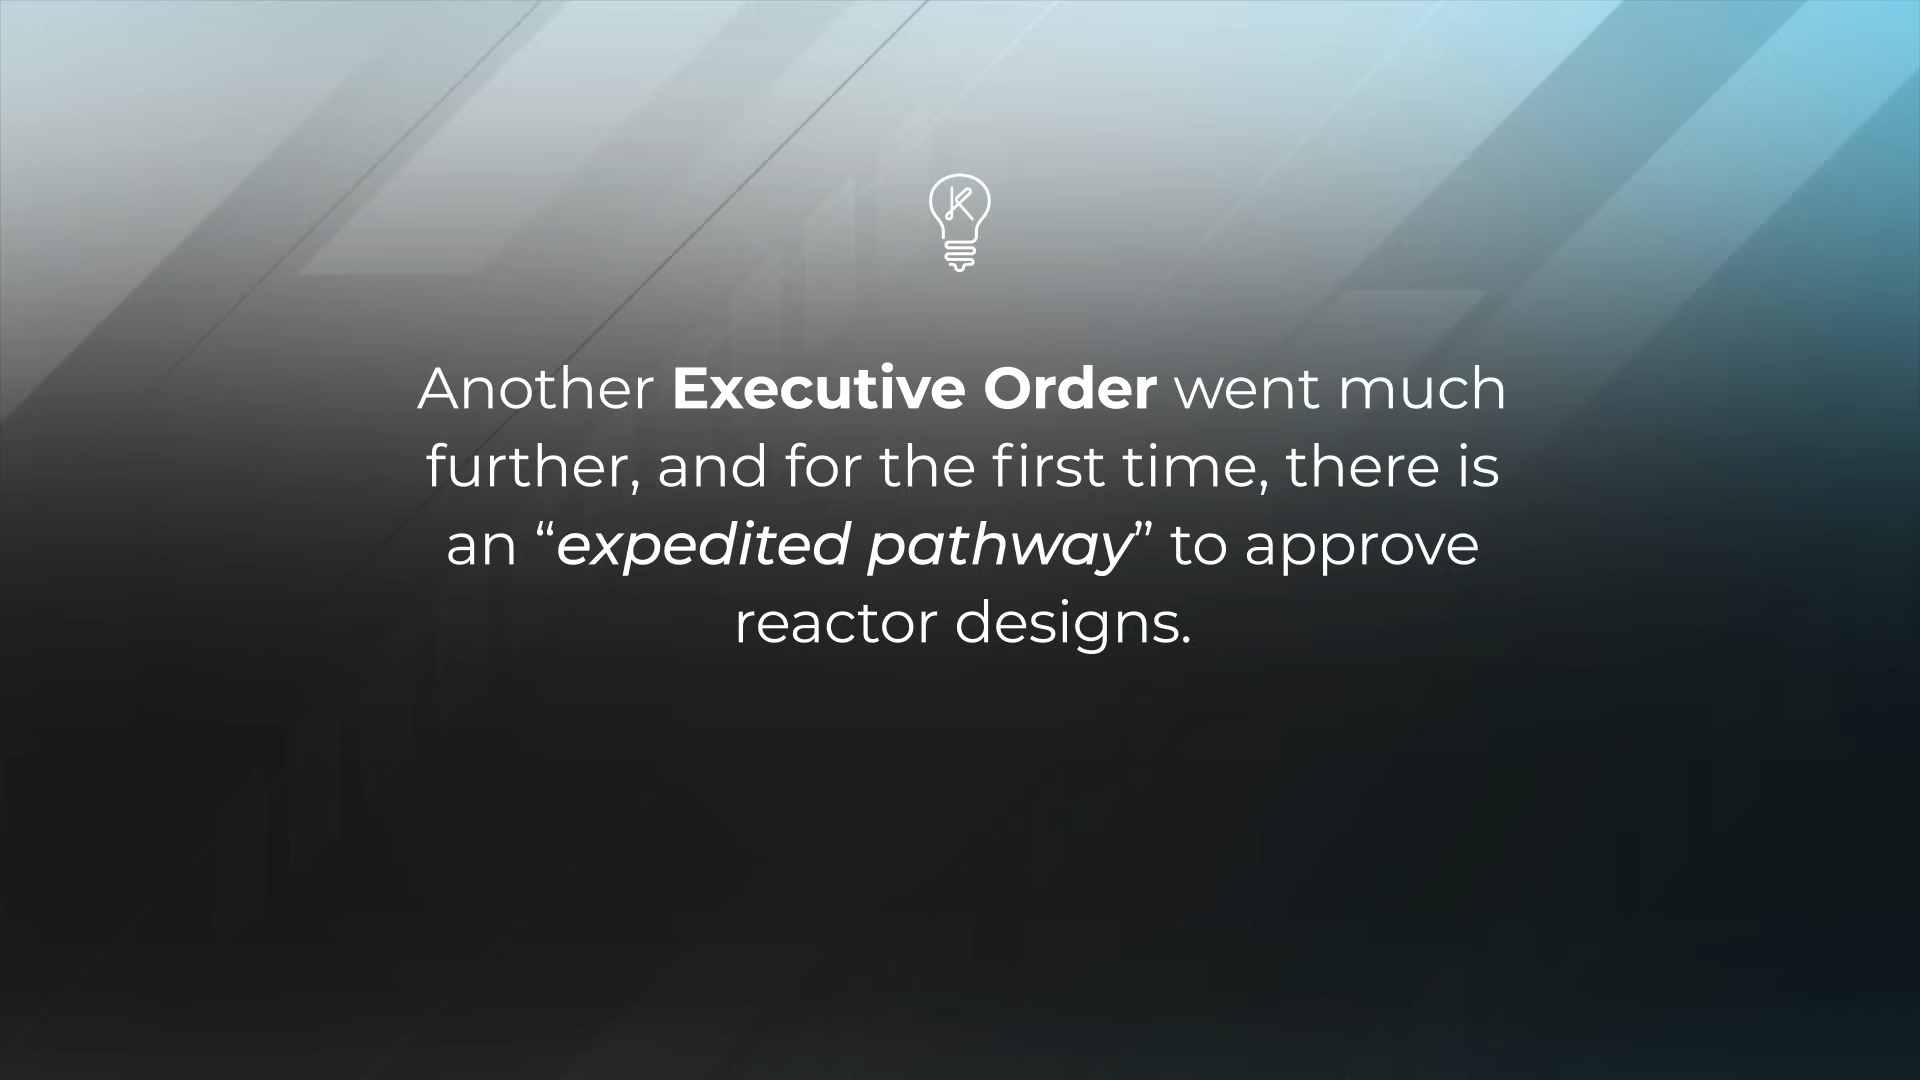 K
Another Executive Order went much
further, and for the first time, there is
an “expedited pathway” to approve
reactor designs.